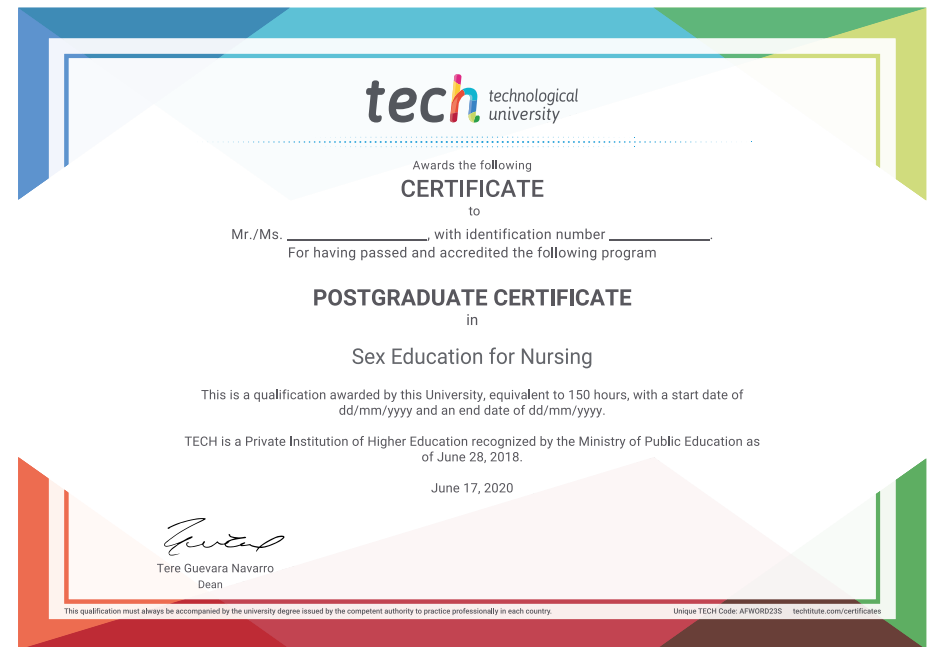 tech technological
university
Awards the following
CERTIFICATE
to
Mr./Ms. ____________________, with identification number ______________.
For having passed and accredited the following program
POSTGRADUATE CERTIFICATE
in
Sex Education for Nursing
This is a qualification awarded by this University, equivalent to 150 hours, with a start date of
dd/mm/yyyy and an end date of dd/mm/yyyy.
TECH is a Private Institution of Higher Education recognized by the Ministry of Public Education as
of June 28, 2018.
June 17, 2020
Tere Guevara Navarro
Dean
This qualification must always be accompanied by the university degree issued by the competent authority to practice professionally in each country. Unique TECH Code: AFWORD23S techtitute.com/certificates